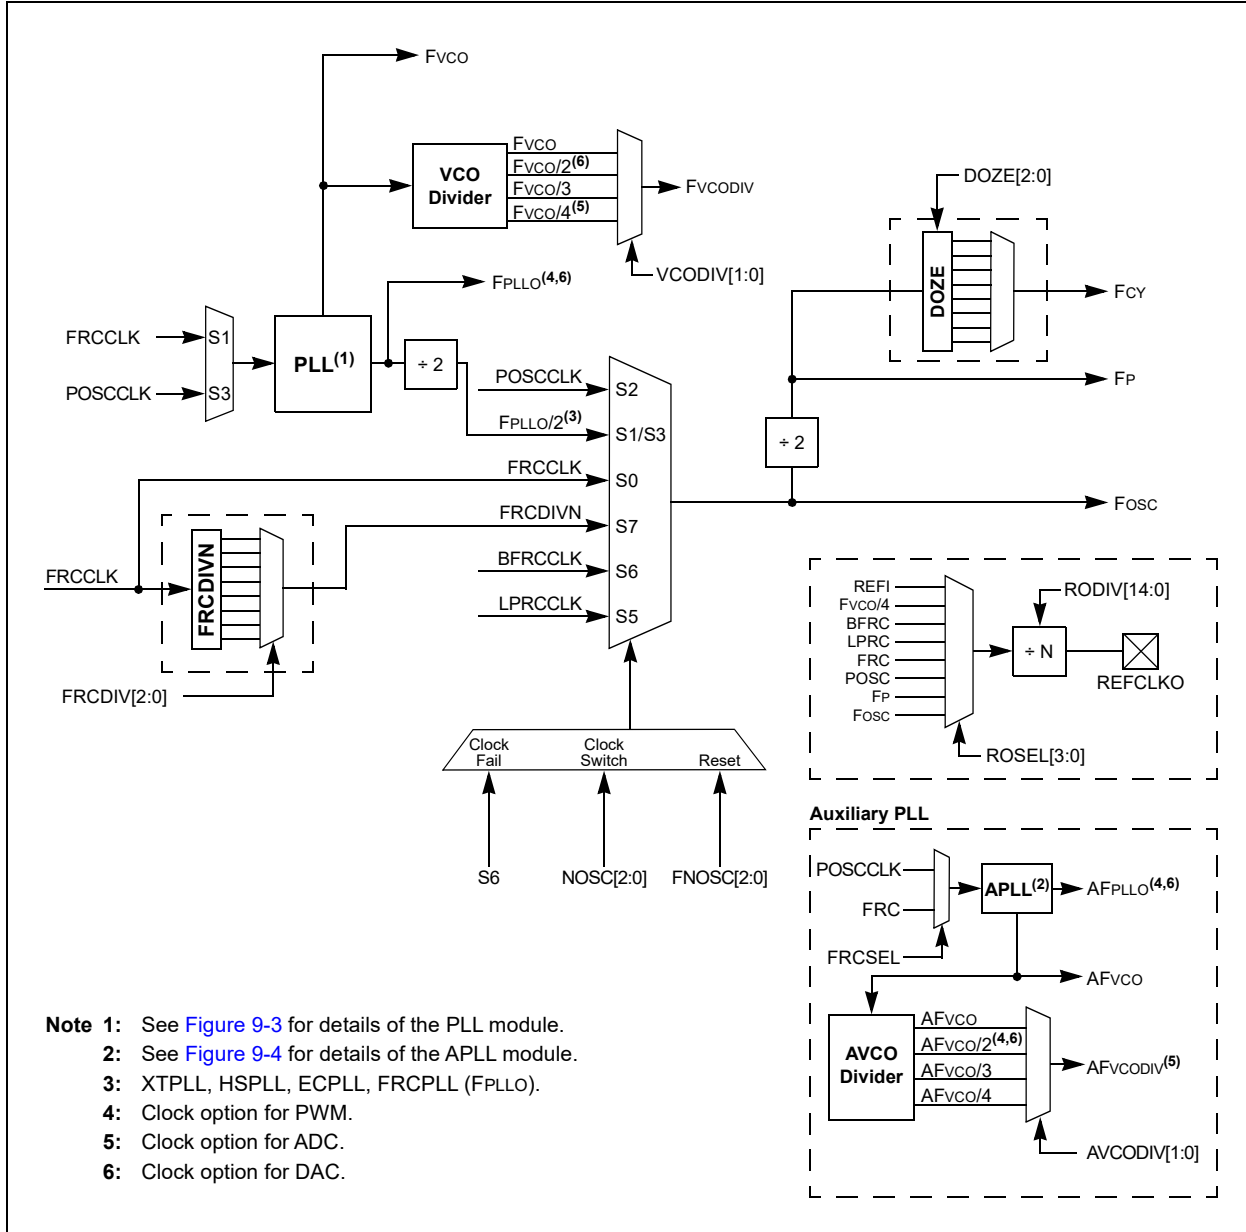 FVCO
VCO
Divider
FVCO
FVCO/2(6)
FVCO/3
FVCO/4(5)
FVCODIV
VCODIV[1:0]
DOZE[2:0]
DOZE
FCY
FPLLO(4,6)
FRCCLK
POSCCLK
S1
S3
PLL(1)
÷ 2
FP
÷ 2
FOSC
POSCCLK
S2
FPLLO/2(3)
S1/S3
FRCCLK
S0
FRCDIVN
S7
BFRCCLK
S6
LPRCCLK
S5
FRCCLK
FRCDIVN
FRCDIV[2:0]
Clock
Fail
Clock
Switch
Reset
S6
NOSC[2:0]
FNOSC[2:0]
REFI
FVCO/4
BFRC
LPRC
FRC
POSC
FP
FOSC
RODIV[14:0]
÷ N
REFCLKO
ROSEL[3:0]
Auxiliary PLL
POSCCLK
FRC
FRCSEL
APLL(2)
AFPLLO(4,6)
AFVCO
AVCO
Divider
AFVCO
AFVCO/2(4,6)
AFVCO/3
AFVCO/4
AFVCODIV(5)
AVCODIV[1:0]
Note 1: See Figure 9-3 for details of the PLL module.
2: See Figure 9-4 for details of the APLL module.
3: XTPLL, HSPLL, ECPLL, FRCPLL (FPLLO).
4: Clock option for PWM.
5: Clock option for ADC.
6: Clock option for DAC.